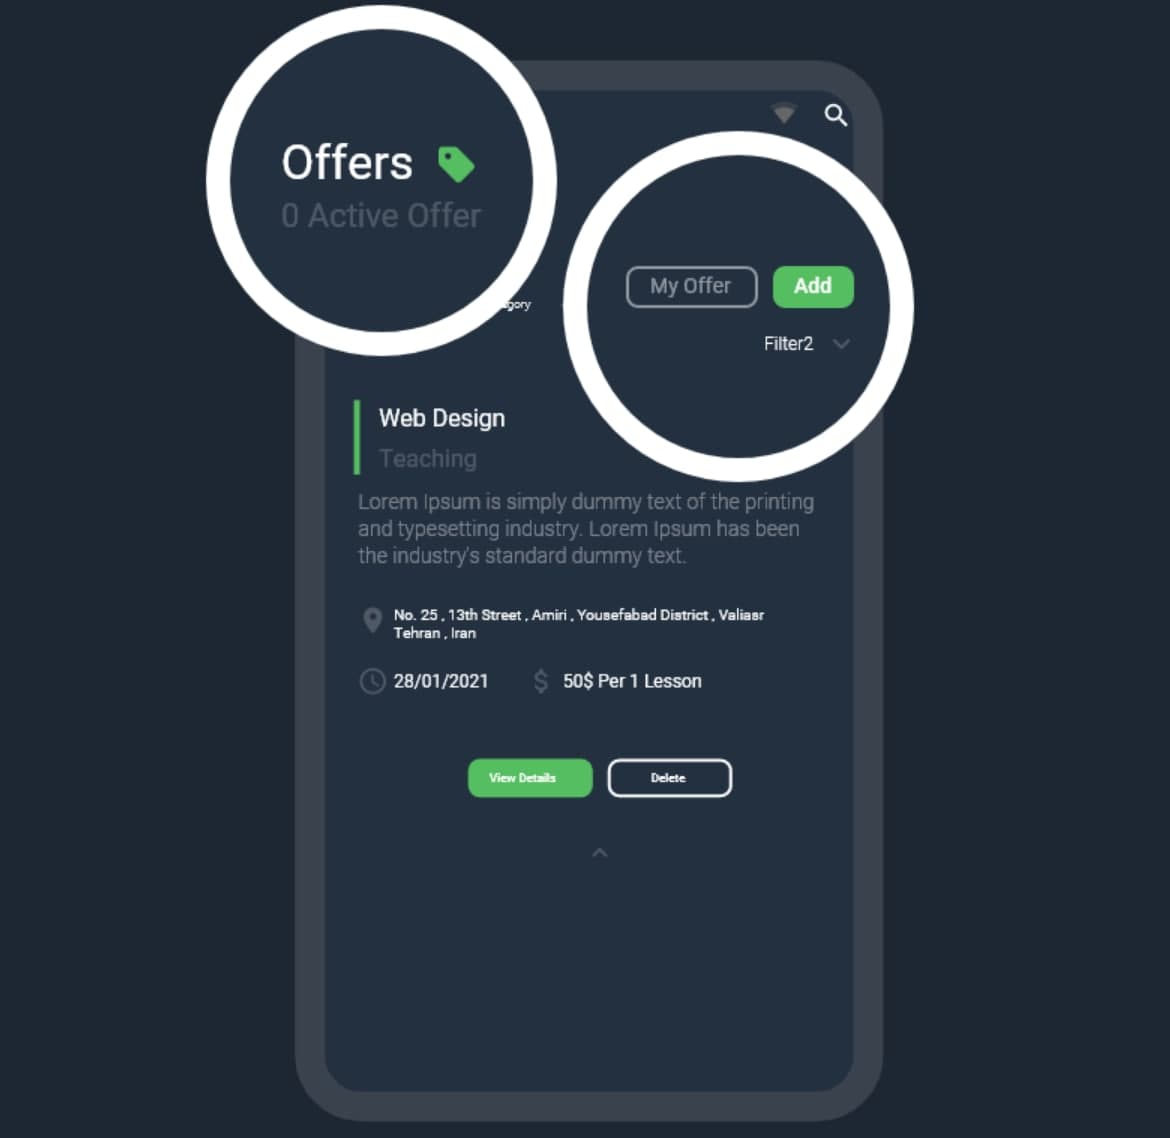 Offers
0 Active Offer
My Offer
Add
Filter2
Web Design
Teaching
Lorem Ipsum is simply dummy text of the printing
and typesetting industry. Lorem Ipsum has been
the industry's standard dummy text.
No. 25 , 13th Street , Amiri , Yousefabad District , Valiasr
Tehran , Iran
28/01/2021
$ 50$ Per 1 Lesson
View Details
Delete